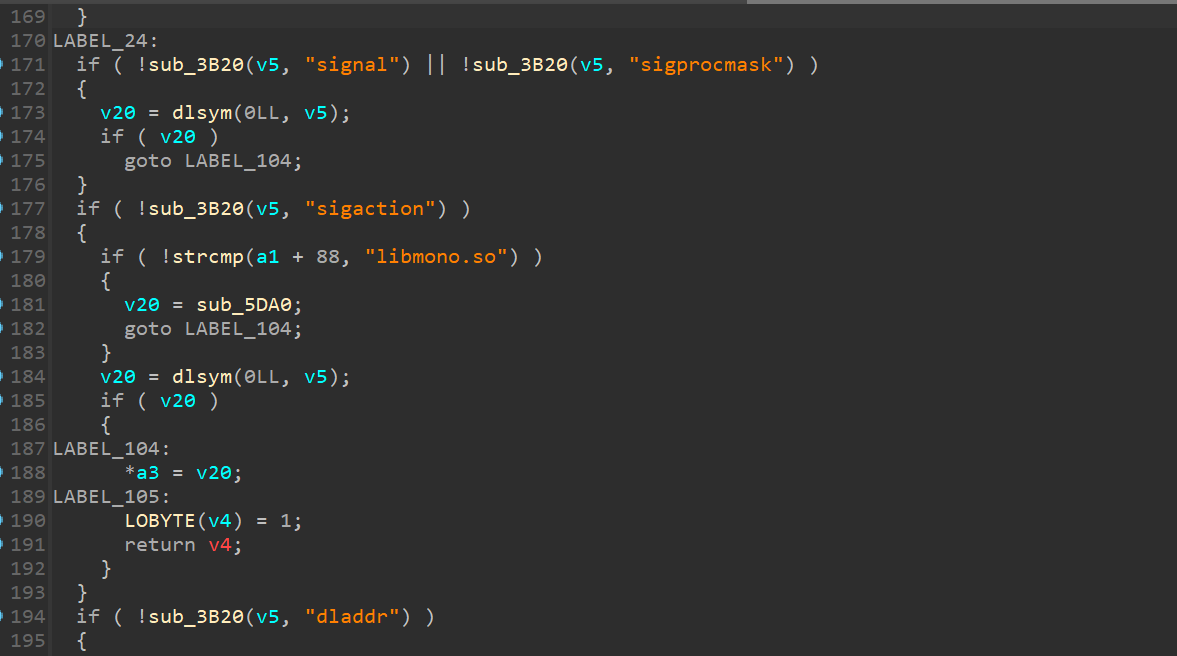 169   }
170 LABEL_24:
171   if ( !sub_3B20(v5, "signal") || !sub_3B20(v5, "sigprocmask") )
172   {
173     v20 = dlsym(0LL, v5);
174     if ( v20 )
175       goto LABEL_104;
176   }
177   if ( !sub_3B20(v5, "sigaction") )
178   {
179     if ( !strcmp(a1 + 88, "libmono.so") )
180     {
181       v20 = sub_5DA0;
182       goto LABEL_104;
183     }
184     v20 = dlsym(0LL, v5);
185     if ( v20 )
186     {
187 LABEL_104:
188       *a3 = v20;
189 LABEL_105:
190       LOBYTE(v4) = 1;
191       return v4;
192     }
193   }
194   if ( !sub_3B20(v5, "dladdr") )
195   {